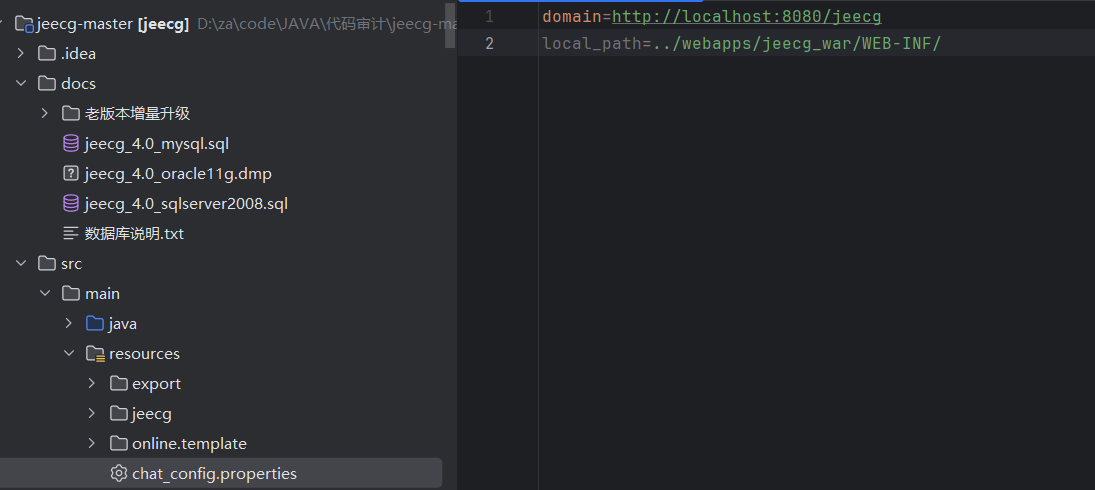 jeecg-master [jeecg] D:\za\code\JAVA\代码审计\jeecg-ma
.idea
docs
老版本增量升级
jeecg_4.0_mysql.sql
jeecg_4.0_oracle11g.dmp
jeecg_4.0_sqlserver2008.sql
数据库说明.txt
src
main
java
resources
export
jeecg
online.template
chat_config.properties
1 domain=http://localhost:8080/jeecg
2 local_path=../webapps/jeecg_war/WEB-INF/